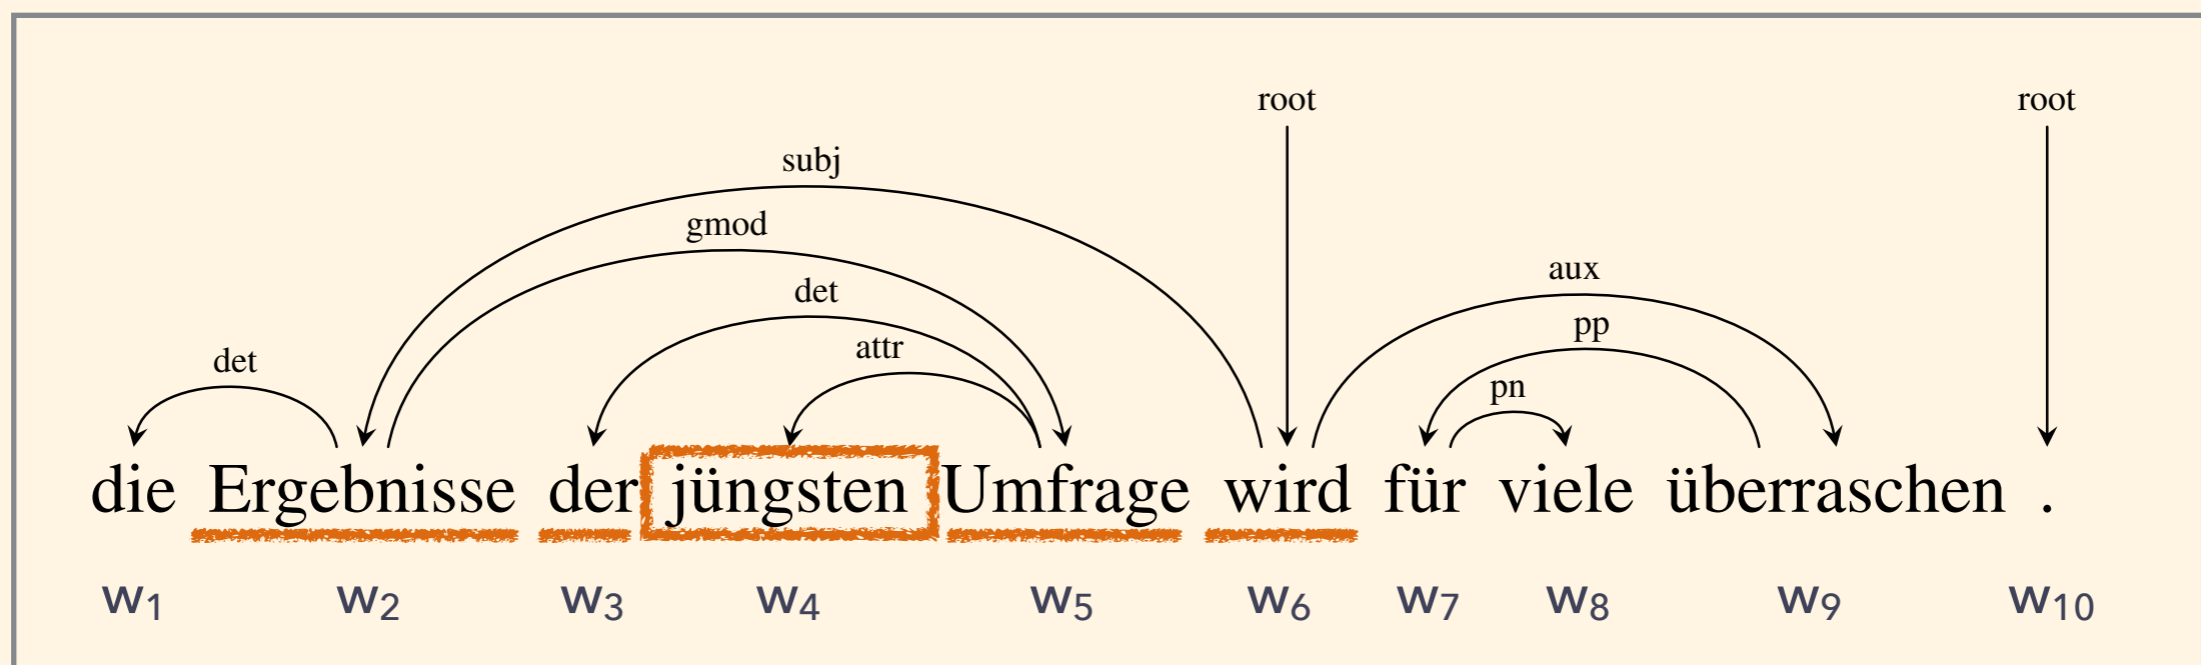 root root
subj
gmod
aux
det
pp
attr
det
pn
die Ergebnisse der jüngsten Umfrage wird für viele überraschen .
w1 w2 w3 w4 w5 w6 w7 w8 w9 w10